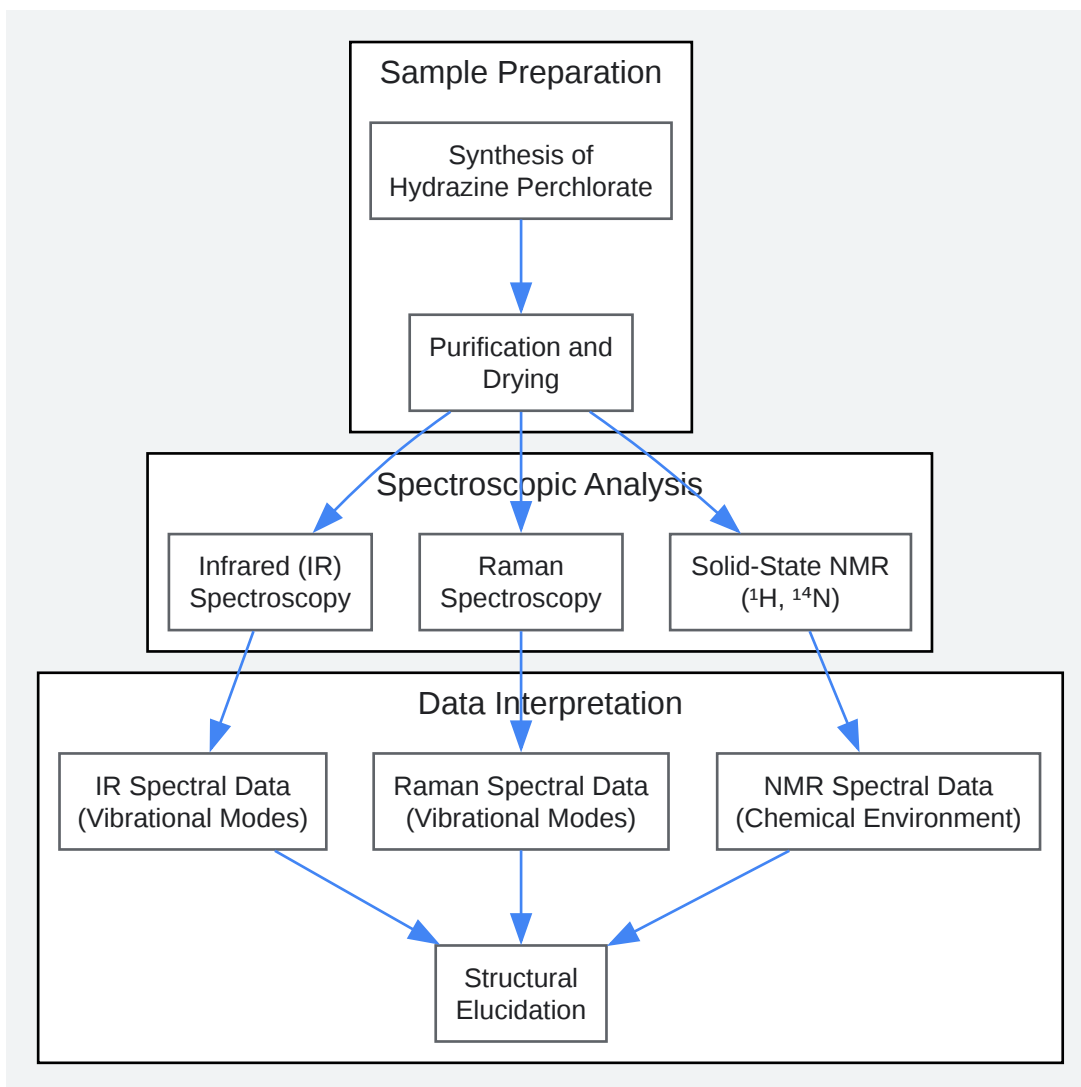 Sample Preparation
Synthesis of
Hydrazine Perchlorate
Purification and
Drying
Spectroscopic Analysis
Infrared (IR)
Spectroscopy
Raman
Spectroscopy
Solid-State NMR
(¹H, ¹⁴N)
Data Interpretation
IR Spectral Data
(Vibrational Modes)
Raman Spectral Data
(Vibrational Modes)
NMR Spectral Data
(Chemical Environment)
Structural
Elucidation